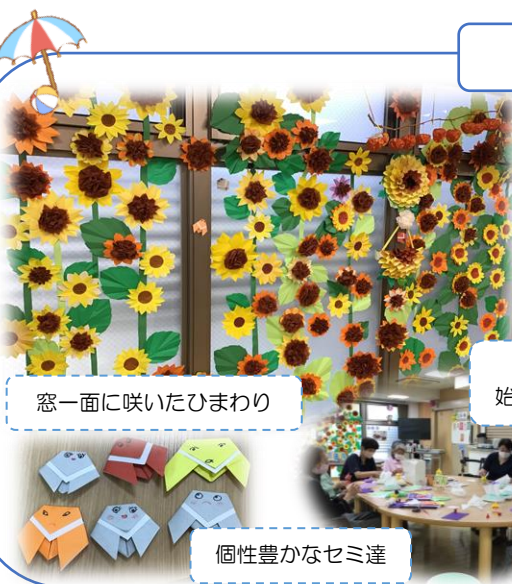 窓一面に咲いたひまわり
始
個性豊かなセミ達